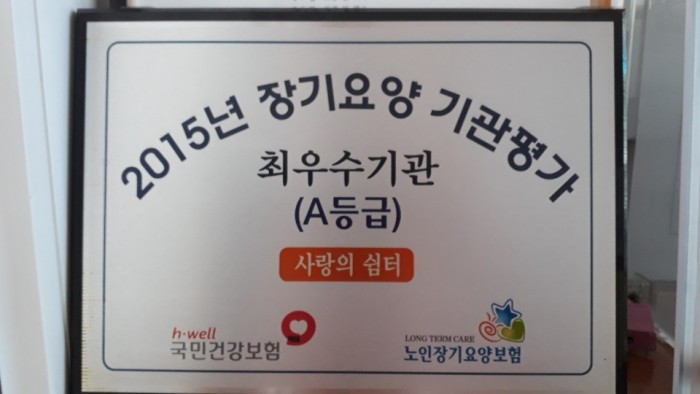 2015년 장기요양 기관평가
최우수기관
(A등급)
사랑의 쉼터
h·well
국민건강보험
LONG TERM CARE
노인장기요양보험